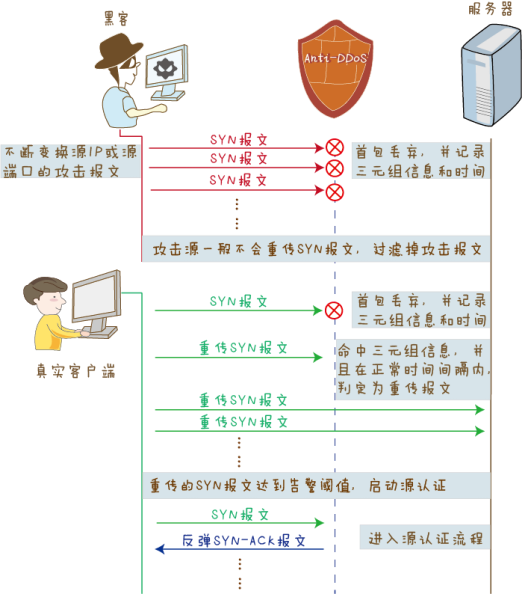 黑客
服务器
Anti-DDoS
SYN报文
SYN报文
SYN报文
不断变换源IP或源
端口的攻击报文
首包丢弃，并记录
三元组信息和时间
攻击源一般不会重传SYN报文，过滤掉攻击报文
SYN报文
首包丢弃，并记录
三元组信息和时间
真实客户端
重传SYN报文
命中三元组信息，并
且在正常时间间隔内，
判定为重传报文
重传SYN报文
重传SYN报文
重传的SYN报文达到告警阈值，启动源认证
SYN报文
反弹SYN-ACK报文
进入源认证流程